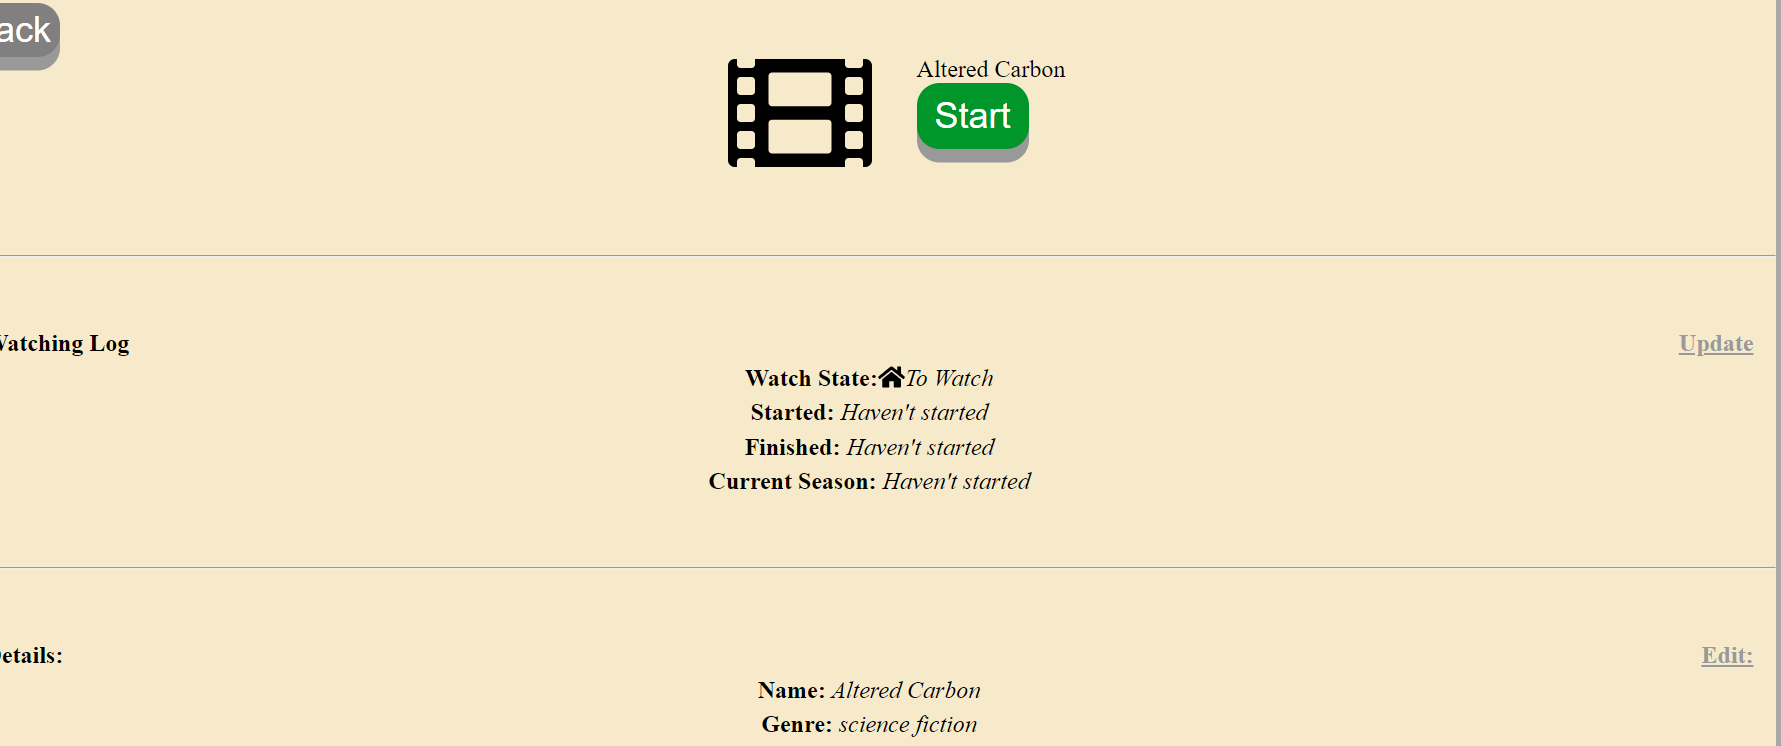 ack
Altered Carbon
Start
Watching Log
Update
Watch State: To Watch
Started: Haven't started
Finished: Haven't started
Current Season: Haven't started
etails:
Edit:
Name: Altered Carbon
Genre: science fiction